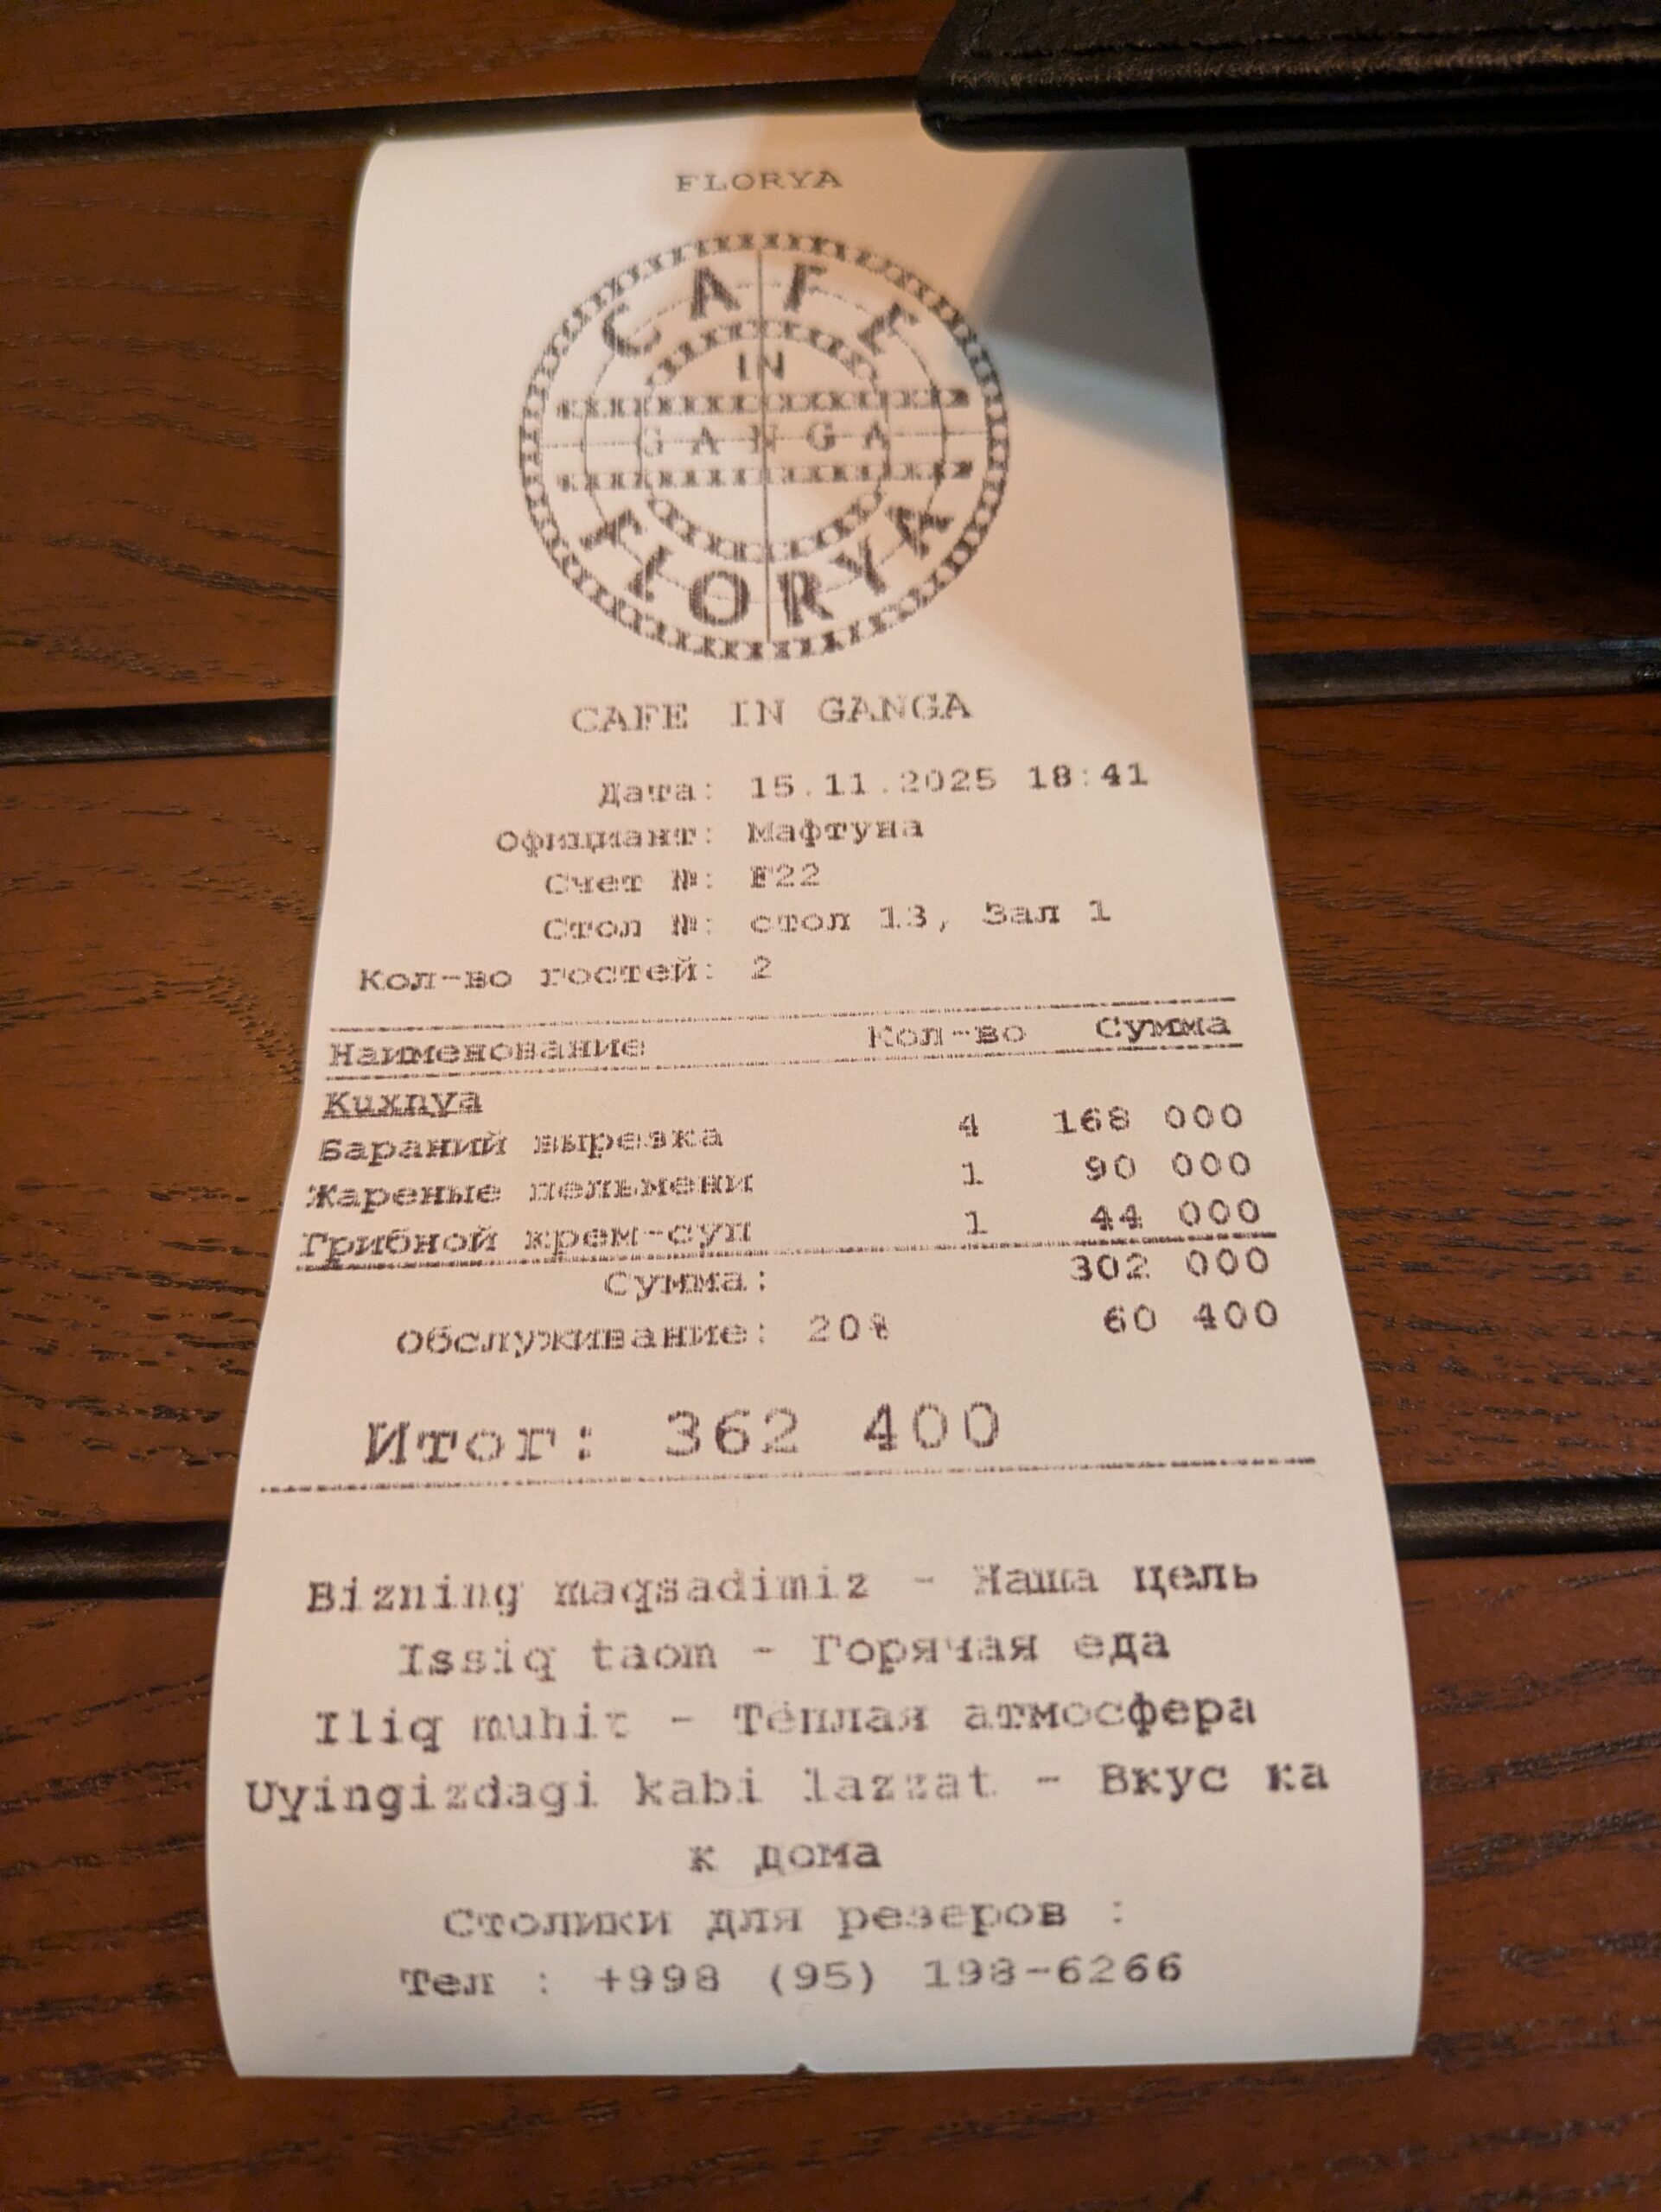 FLORYA
CAFE
IN
GANGA
FLORYA
CAFE IN GANGA
Дата: 15.11.2025 18:41
Официант: Мафтуна
Счет №: F22
Стол №: стол 13, Зал 1
Кол-во гостей: 2
Наименование Кол-во Сумма
Kuxnya
Бараний вырезка 4 168 000
Жареные пельмени 1 90 000
Грибной крем-суп 1 44 000
Сумма: 302 000
Обслуживание: 20% 60 400
Итог: 362 400
Bizning maqsadimiz - Наша цель
Issiq taom - Горячая еда
Iliq muhit - Тёплая атмосфера
Uyingizdagi kabi lazzat - Вкус ка
к дома
Столики для резеров :
Тел : +998 (95) 198-6266